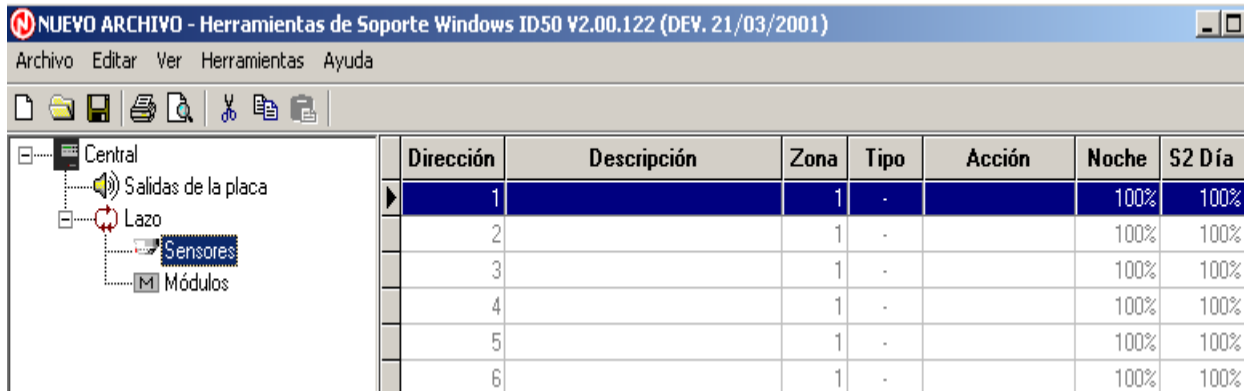 NUEVO ARCHIVO - Herramientas de Soporte Windows ID50 V2.00.122 (DEV. 21/03/2001)
Archivo Editar Ver Herramientas Ayuda
Central
Salidas de la placa
Lazo
Sensores
M Módulos
Dirección Descripción Zona Tipo Acción Noche S2 Día
1 1 - 100% 100%
2 1 - 100% 100%
3 1 - 100% 100%
4 1 - 100% 100%
5 1 - 100% 100%
6 1 - 100% 100%